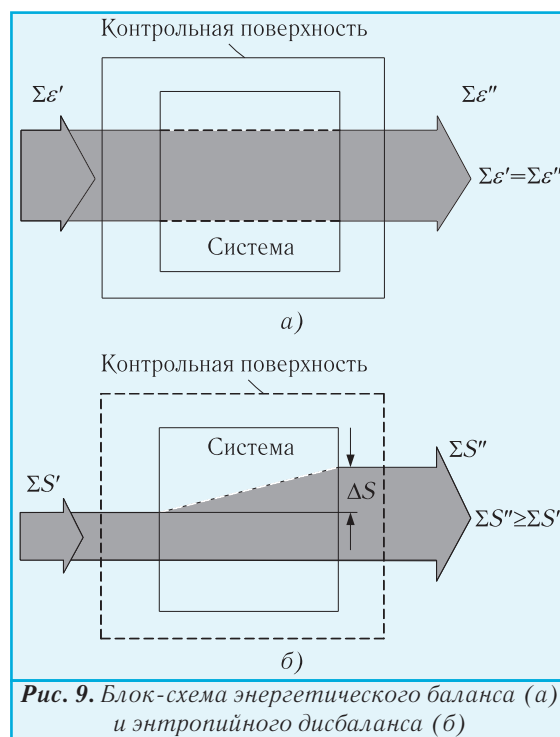 Контрольная поверхность
Σε′
Σε″
Σε′=Σε″
Система
а)
Контрольная поверхность
Система
ΣS″
ΣS′
ΔS
ΣS″≥ΣS′
б)
Рис. 9. Блок-схема энергетического баланса (а)
и энтропийного дисбаланса (б)